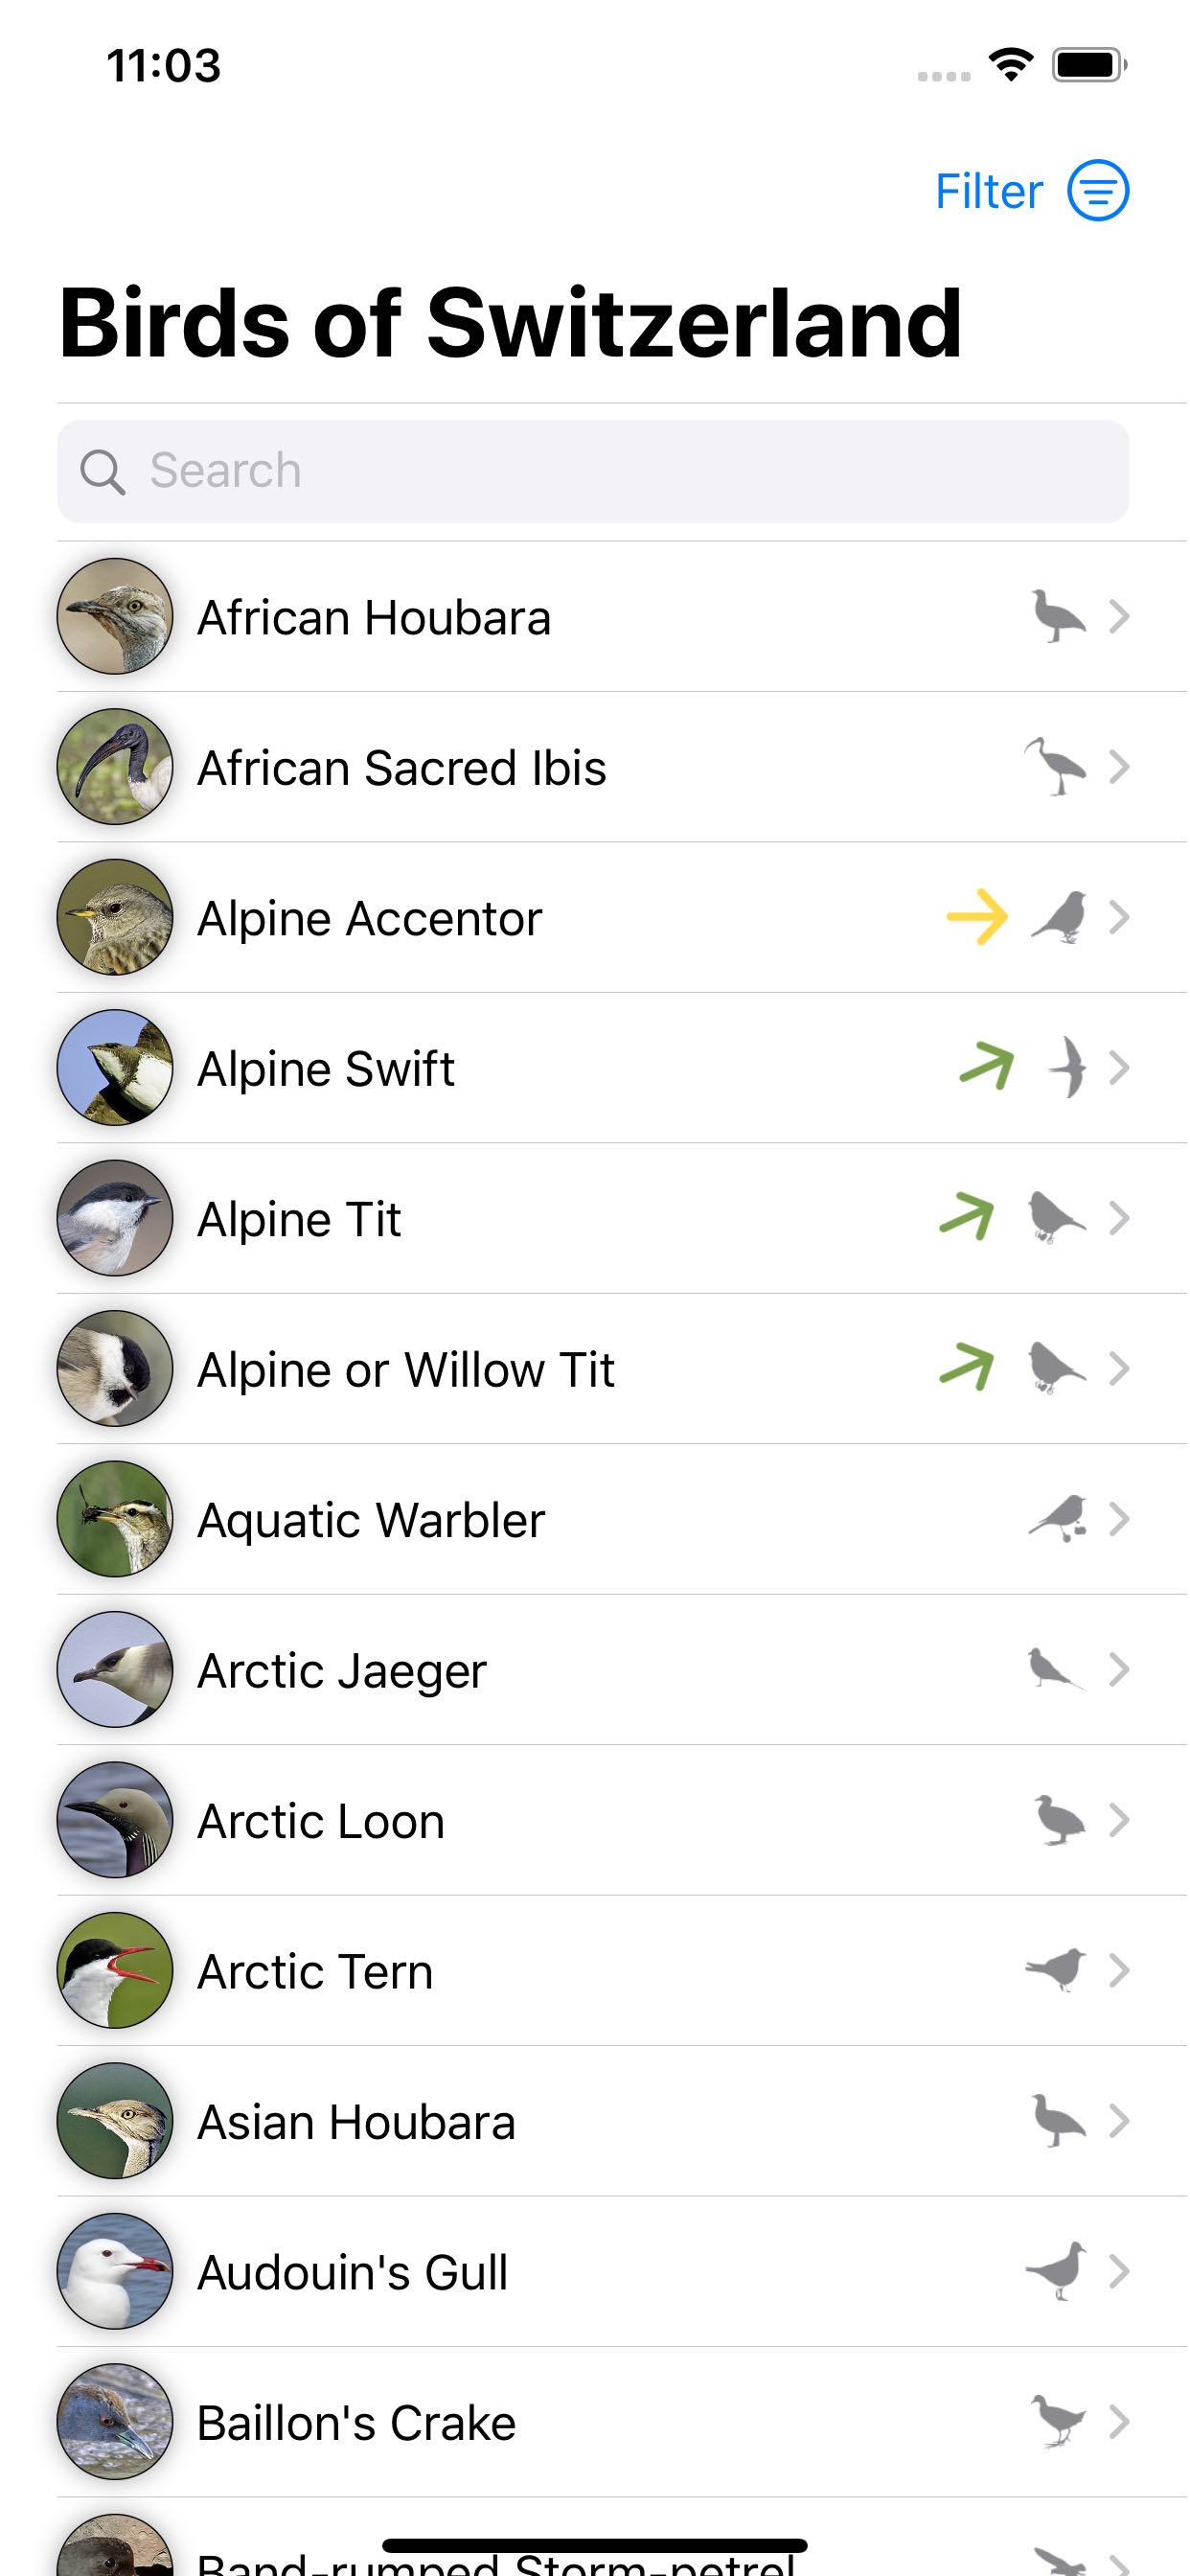 11:03
Filter
Birds of Switzerland
Search
African Houbara
African Sacred Ibis
Alpine Accentor
Alpine Swift
Alpine Tit
Alpine or Willow Tit
Aquatic Warbler
Arctic Jaeger
Arctic Loon
Arctic Tern
Asian Houbara
Audouin's Gull
Baillon's Crake
Band-rumped Storm-petrel